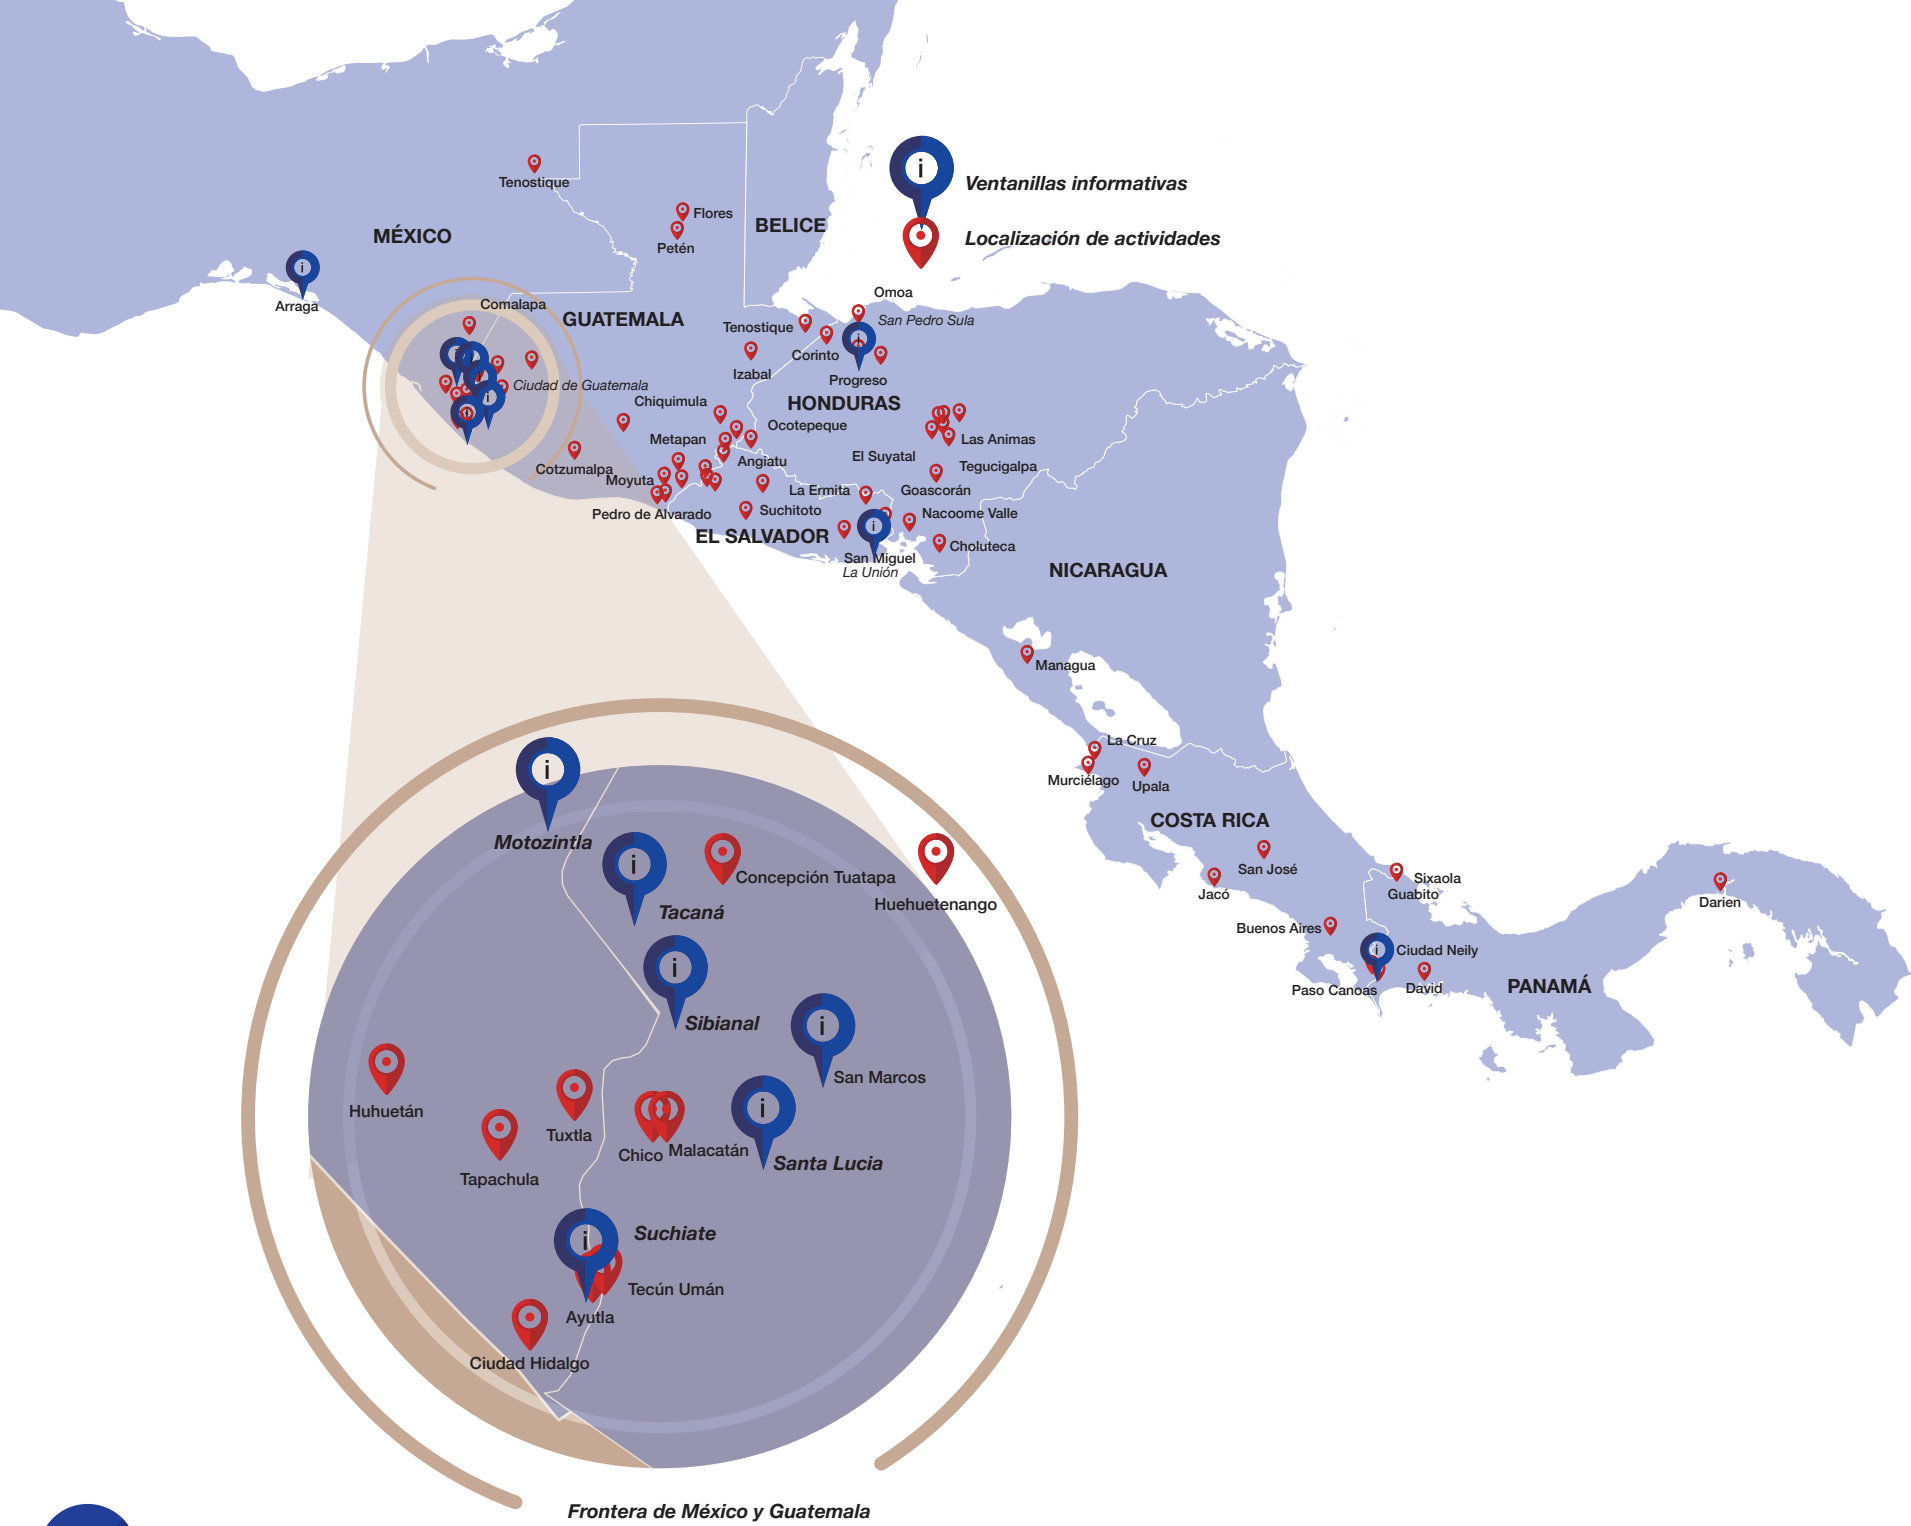 Ventanillas informativas
Localización de actividades
Tenostique
Flores
Petén
BELICE
MÉXICO
Arraga
Comalapa
GUATEMALA
Omoa
San Pedro Sula
Tenostique
Corinto
Izabal
Progreso
Ciudad de Guatemala
HONDURAS
Chiquimula
Ocotepeque
Metapan
Las Animas
El Suyatal
Angiatu
Tegucigalpa
Cotzumalpa
Moyuta
La Ermita
Goascorán
Pedro de Alvarado
Suchitoto
Nacoome Valle
EL SALVADOR
Choluteca
San Miguel
La Unión
NICARAGUA
Managua
La Cruz
Murciélago
Upala
COSTA RICA
San José
Jacó
Sixaola
Guabito
Darien
Buenos Aires
Ciudad Neily
Paso Canoas
David
PANAMÁ
Motozintla
Tacaná
Concepción Tuatapa
Huehuetenango
Sibianal
San Marcos
Huhuetán
Tuxtla
Chico
Malacatán
Santa Lucia
Tapachula
Suchiate
Tecún Umán
Ayutla
Ciudad Hidalgo
Frontera de México y Guatemala